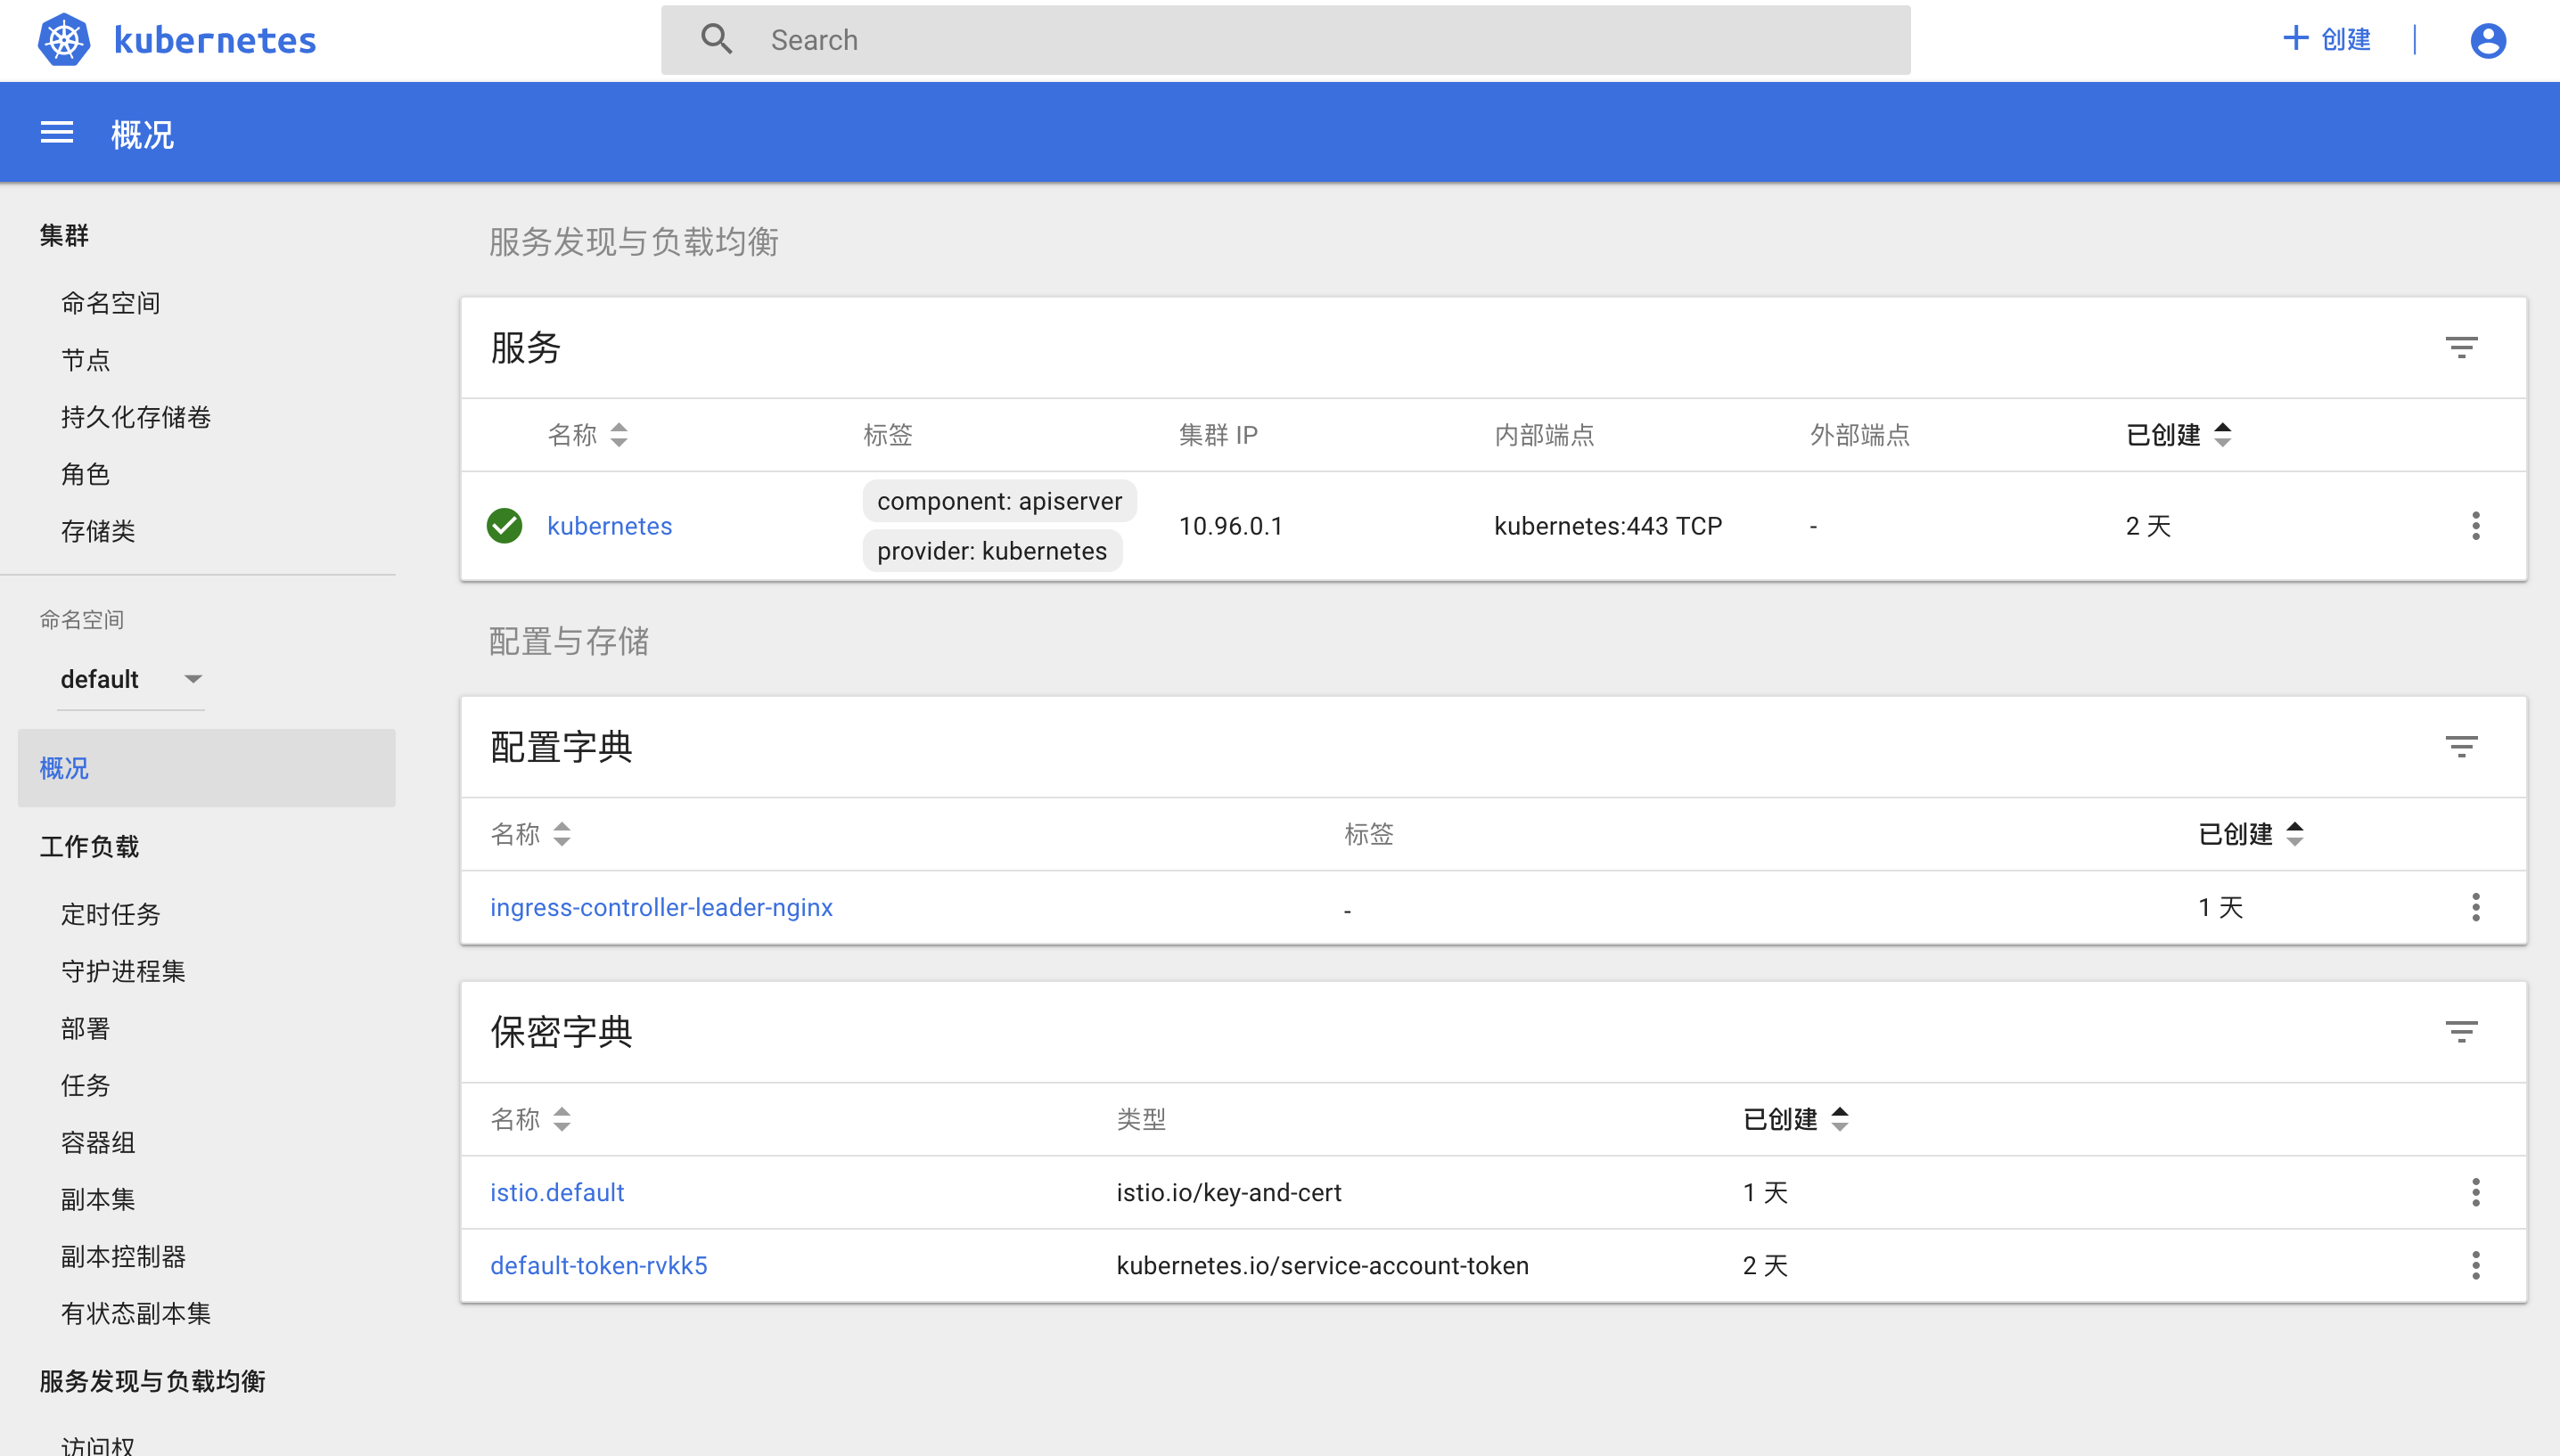 kubernetes
Search
创建
概况
集群
命名空间
节点
持久化存储卷
角色
存储类
命名空间
default
概况
工作负载
定时任务
守护进程集
部署
任务
容器组
副本集
副本控制器
有状态副本集
服务发现与负载均衡
访问权
服务发现与负载均衡
服务
名称 标签 集群 IP 内部端点 外部端点 已创建
kubernetes component: apiserver provider: kubernetes 10.96.0.1 kubernetes:443 TCP - 2 天
配置与存储
配置字典
名称 标签 已创建
ingress-controller-leader-nginx - 1 天
保密字典
名称 类型 已创建
istio.default istio.io/key-and-cert 1 天
default-token-rvkk5 kubernetes.io/service-account-token 2 天